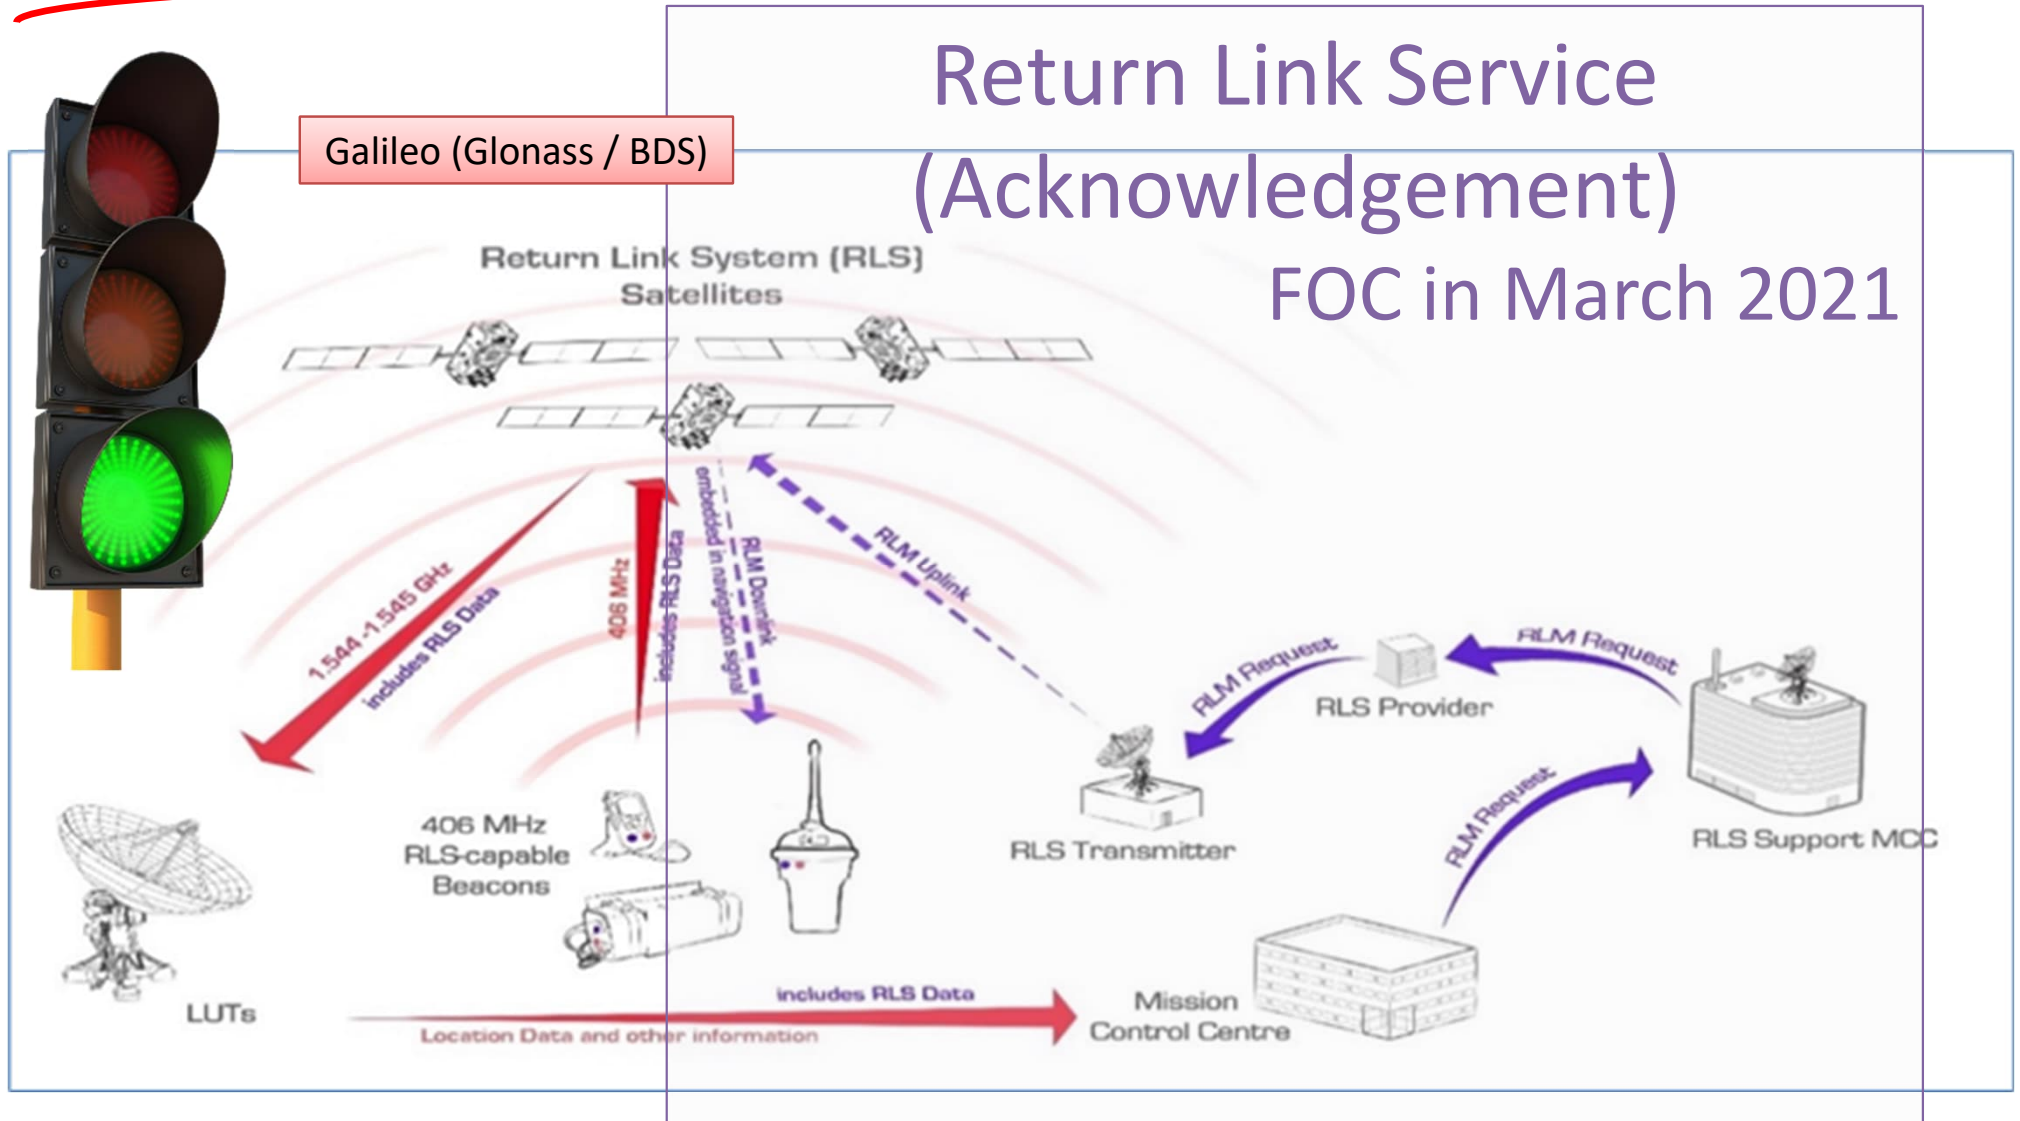 Return Link Service
(Acknowledgement)
FOC in March 2021
Galileo (Glonass / BDS)
Return Link System (RLS)
Satellites
1.544 -1.545 GHz
includes RLS Data
406 MHz
includes RLS Data
embedded in navigation signal
RLM Downlink
RLM Uplink
RLM Request
RLS Provider
RLM Request
RLS Transmitter
RLM Request
RLS Support MCC
406 MHz
RLS-capable
Beacons
LUTs
includes RLS Data
Location Data and other information
Mission
Control Centre